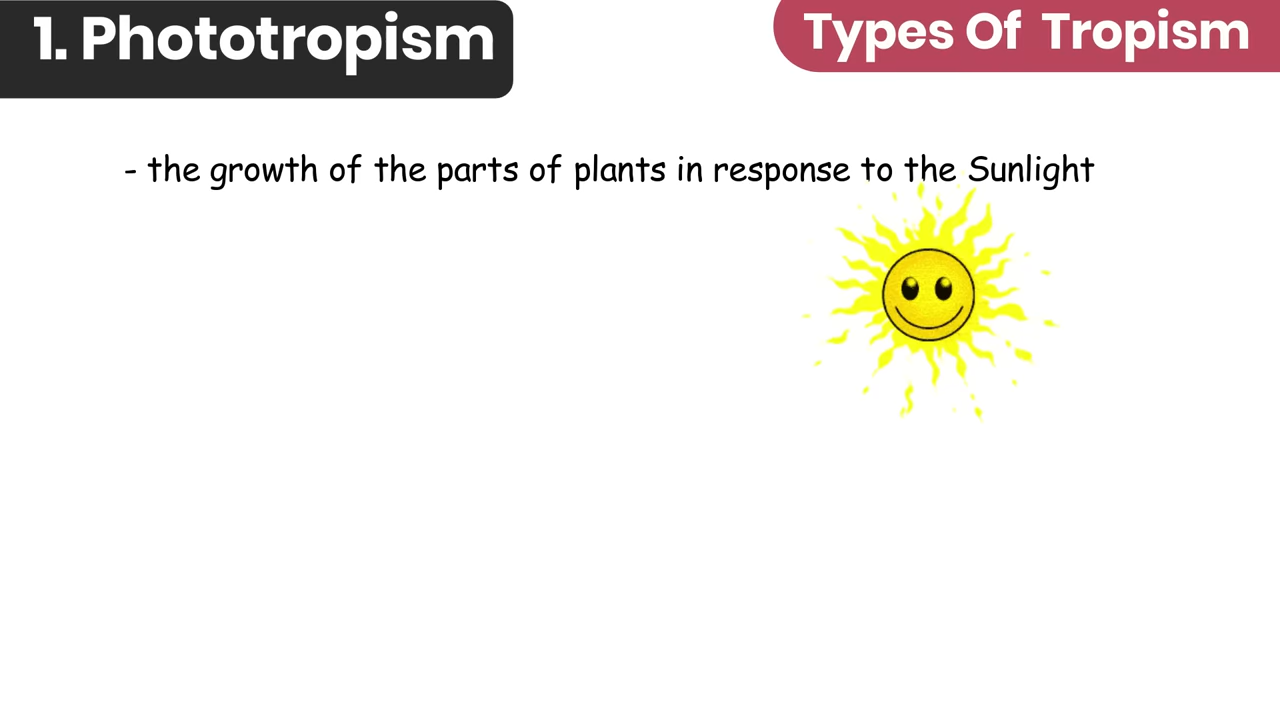 1. Phototropism
Types Of Tropism
- the growth of the parts of plants in response to the Sunlight